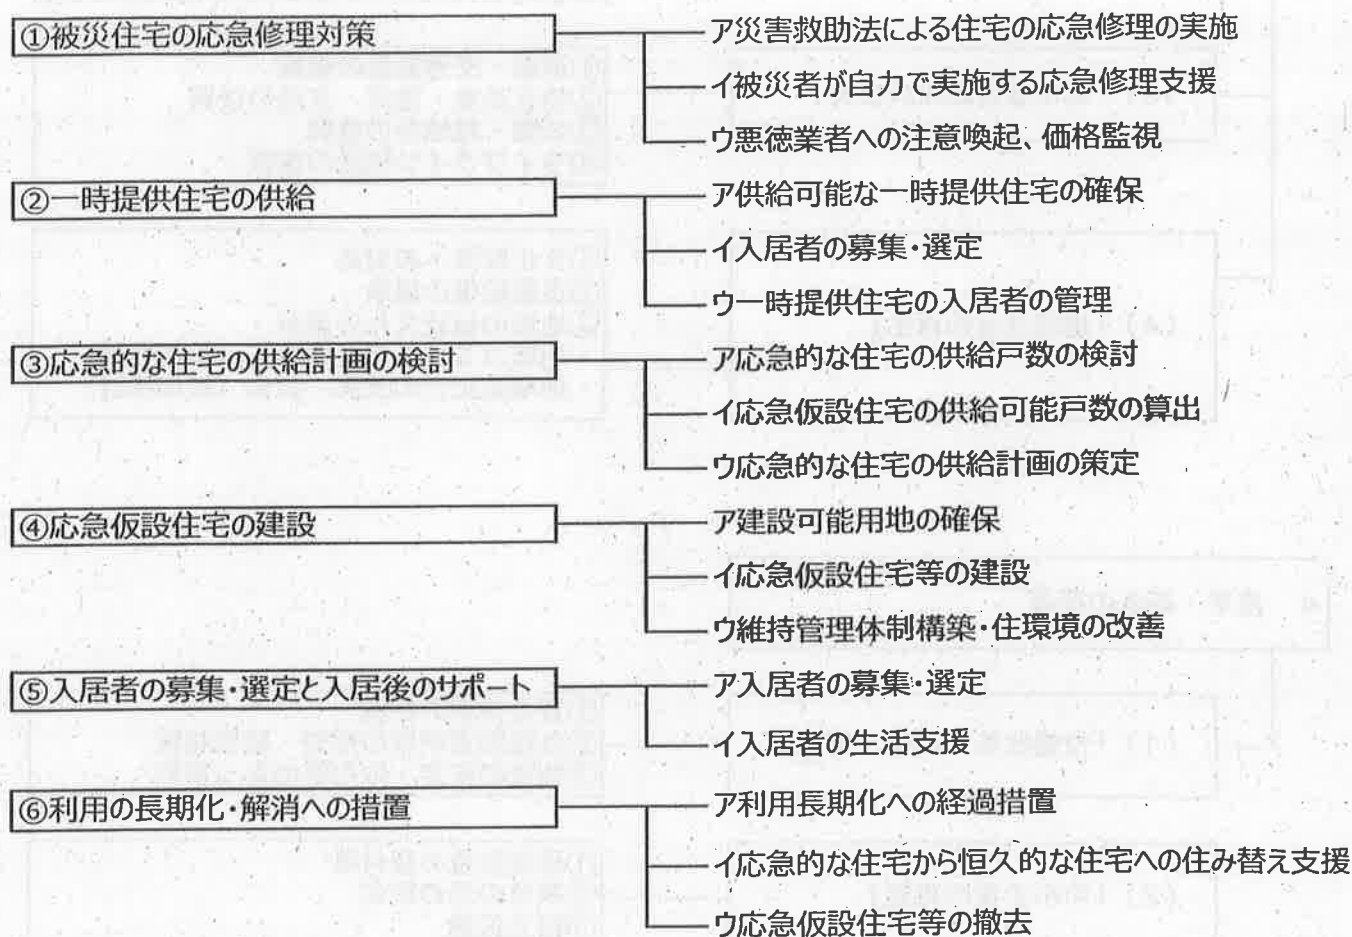 ①被災住宅の応急修理対策
ア災害救助法による住宅の応急修理の実施
イ被災者が自力で実施する応急修理支援
ウ悪徳業者への注意喚起、価格監視
②一時提供住宅の供給
ア供給可能な一時提供住宅の確保
イ入居者の募集・選定
ウ一時提供住宅の入居者の管理
③応急的な住宅の供給計画の検討
ア応急的な住宅の供給戸数の検討
イ応急仮設住宅の供給可能戸数の算出
ウ応急的な住宅の供給計画の策定
④応急仮設住宅の建設
ア建設可能用地の確保
イ応急仮設住宅等の建設
ウ維持管理体制構築・住環境の改善
⑤入居者の募集・選定と入居後のサポート
ア入居者の募集・選定
イ入居者の生活支援
⑥利用の長期化・解消への措置
ア利用長期化への経過措置
イ応急的な住宅から恒久的な住宅への住み替え支援
ウ応急仮設住宅等の撤去